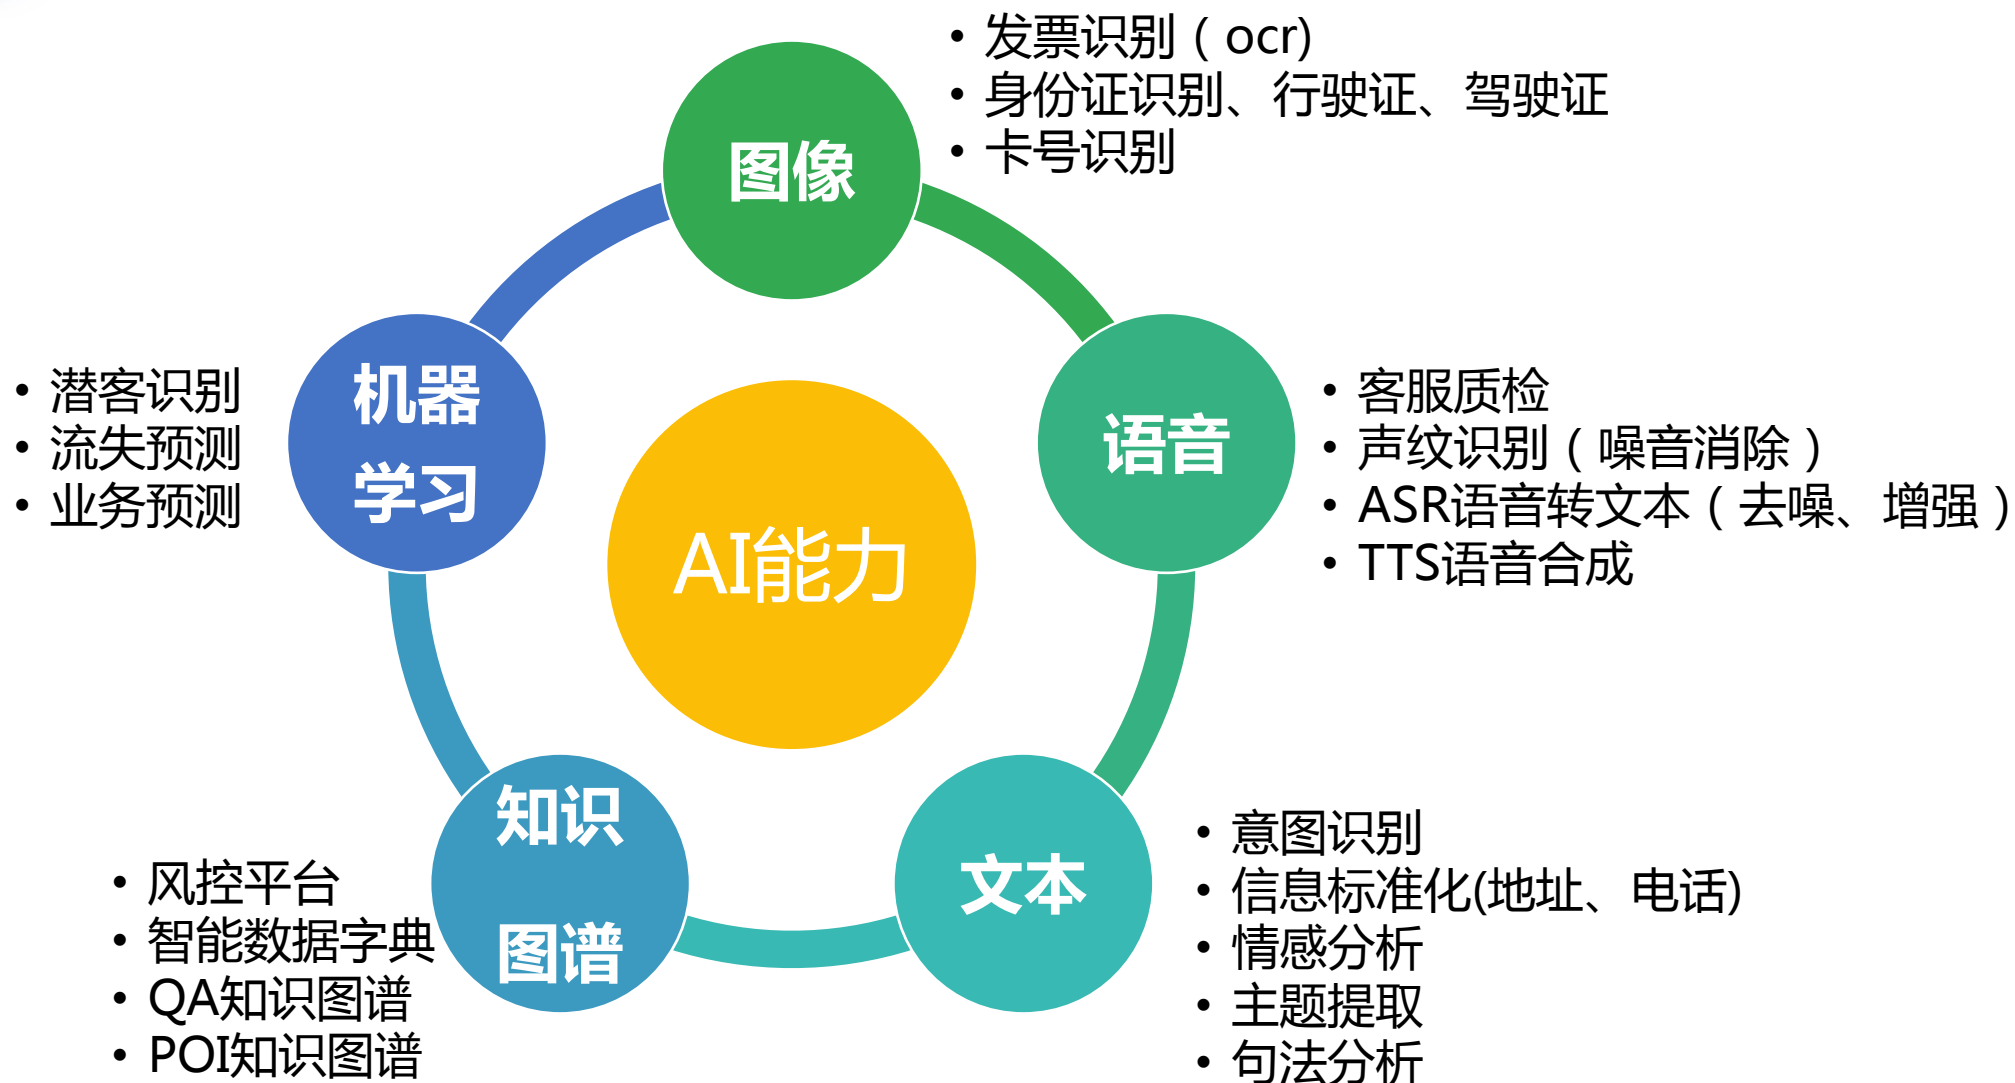 • 发票识别（ocr)
• 身份证识别、行驶证、驾驶证
• 卡号识别
图像
机器
学习
• 潜客识别
• 流失预测
• 业务预测
语音
• 客服质检
• 声纹识别（噪音消除）
• ASR语音转文本（去噪、增强）
• TTS语音合成
AI能力
知识
图谱
• 风控平台
• 智能数据字典
• QA知识图谱
• POI知识图谱
文本
• 意图识别
• 信息标准化(地址、电话)
• 情感分析
• 主题提取
• 句法分析